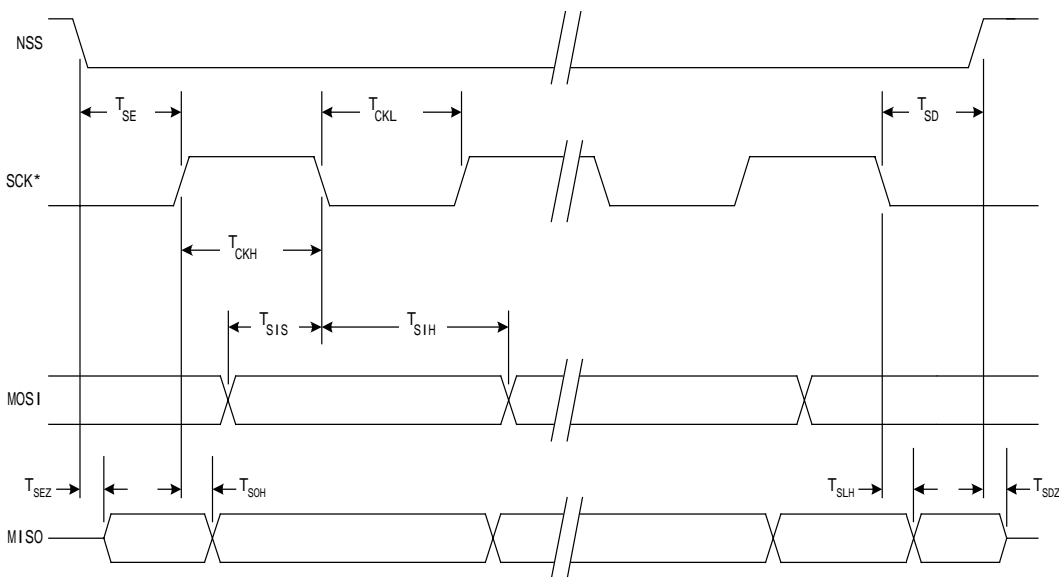 NSS
T_SE
T_CKL
T_SD
SCK*
T_CKH
T_SIS
T_SIH
MOSI
T_SEZ
T_SOH
T_SLH
T_SDZ
MISO